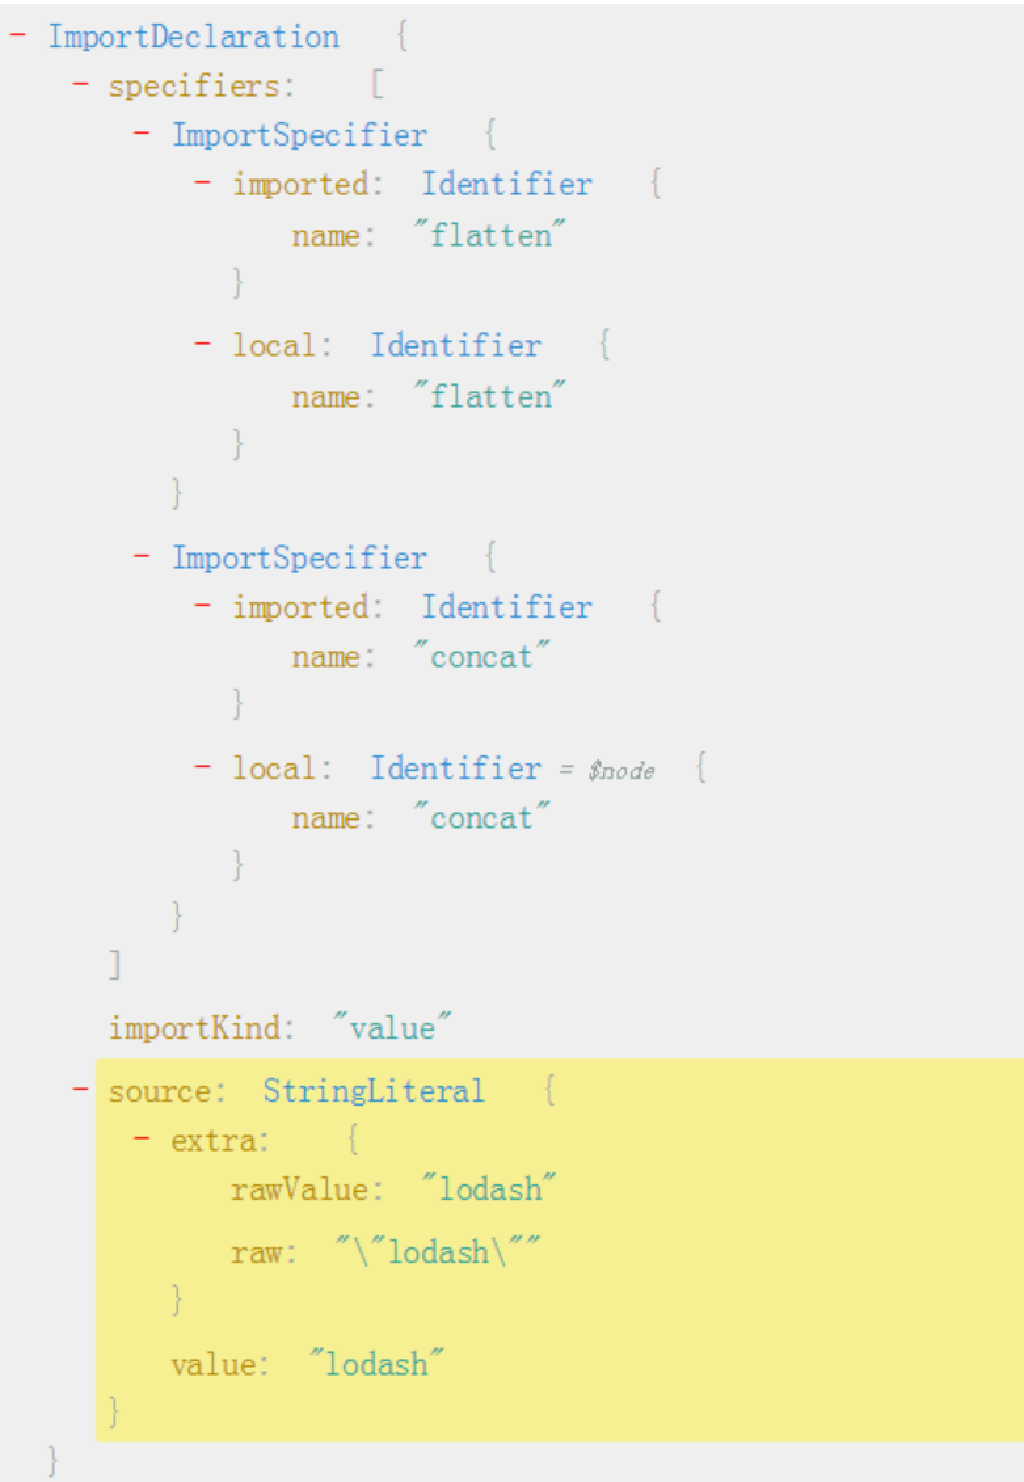 - ImportDeclaration {
- specifiers: [
- ImportSpecifier {
- imported: Identifier {
name: "flatten"
}
- local: Identifier {
name: "flatten"
}
}
- ImportSpecifier {
- imported: Identifier {
name: "concat"
}
- local: Identifier = $node {
name: "concat"
}
}
]
importKind: "value"
- source: StringLiteral {
- extra: {
rawValue: "lodash"
raw: "\"lodash\""
}
value: "lodash"
}
}